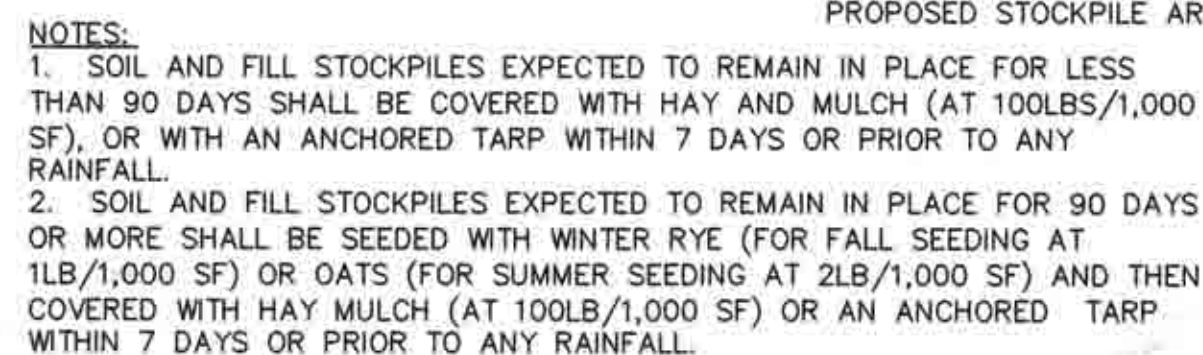 PROPOSED STOCKPILE AR
NOTES:
1. SOIL AND FILL STOCKPILES EXPECTED TO REMAIN IN PLACE FOR LESS
THAN 90 DAYS SHALL BE COVERED WITH HAY AND MULCH (AT 100LBS/1,000
SF), OR WITH AN ANCHORED TARP WITHIN 7 DAYS OR PRIOR TO ANY
RAINFALL.
2. SOIL AND FILL STOCKPILES EXPECTED TO REMAIN IN PLACE FOR 90 DAYS
OR MORE SHALL BE SEEDED WITH WINTER RYE (FOR FALL SEEDING AT
1LB/1,000 SF) OR OATS (FOR SUMMER SEEDING AT 2LB/1,000 SF) AND THEN
COVERED WITH HAY MULCH (AT 100LB/1,000 SF) OR AN ANCHORED TARP
WITHIN 7 DAYS OR PRIOR TO ANY RAINFALL.